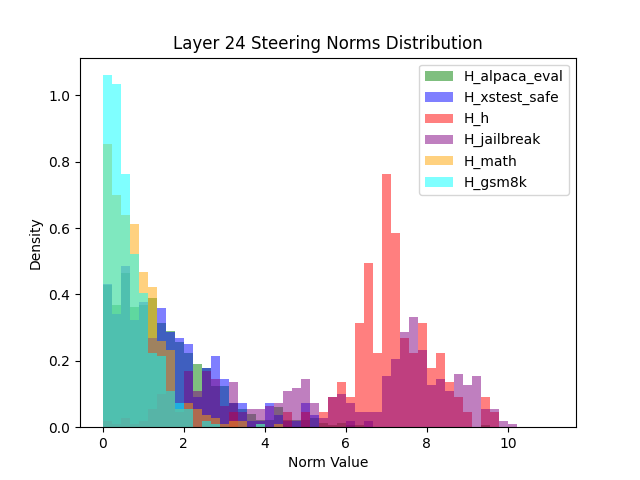 Layer 24 Steering Norms Distribution
H_alpaca_eval
H_xstest_safe
H_h
H_jailbreak
H_math
H_gsm8k
Density
1.0
0.8
0.6
0.4
0.2
0.0
0 2 4 6 8 10
Norm Value